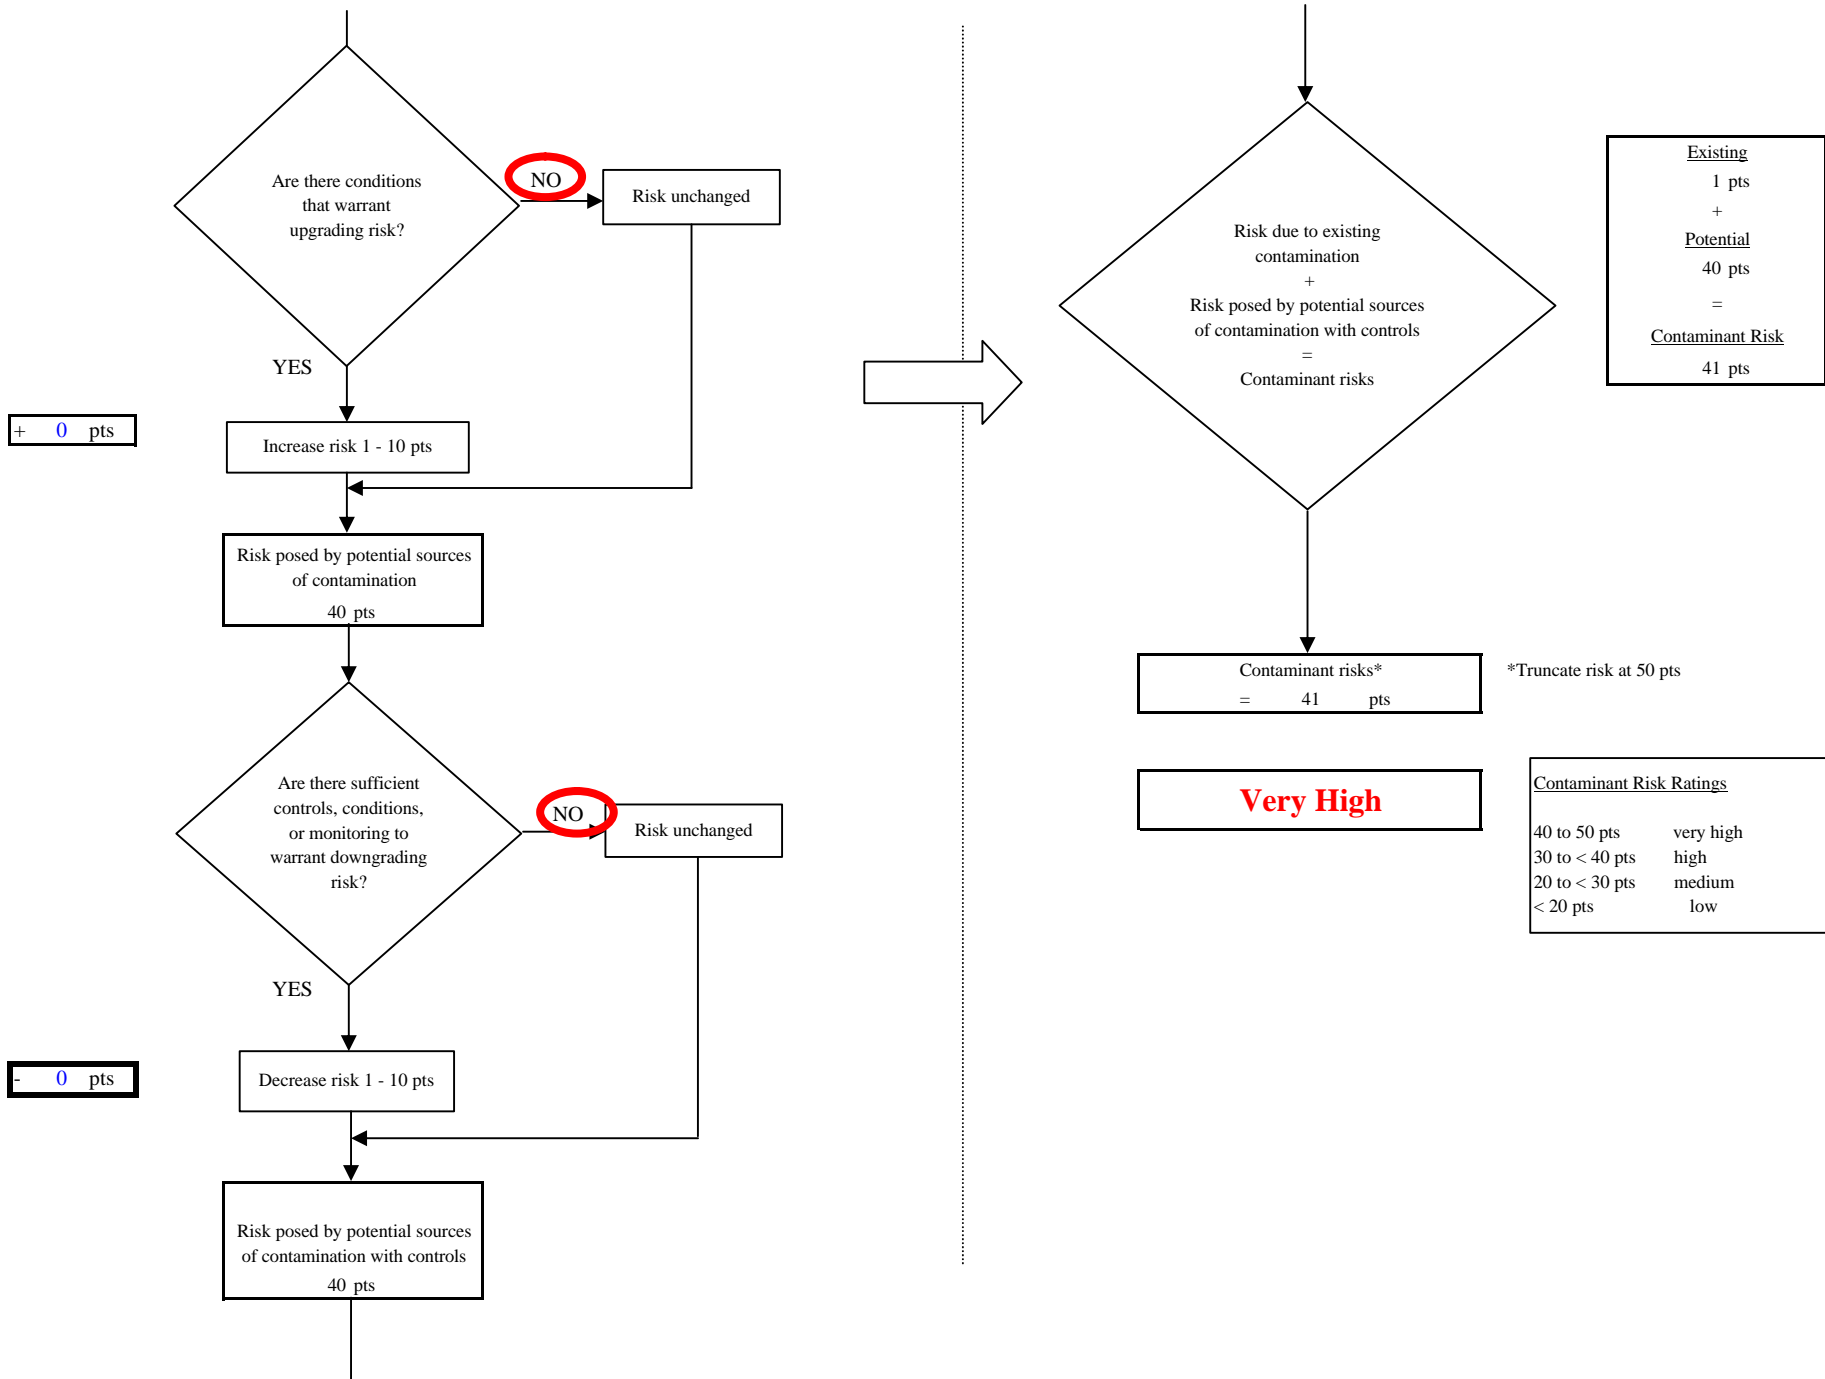 Are there conditions
that warrant
upgrading risk?
NO
Risk unchanged
YES
+ 0 pts
Increase risk 1 - 10 pts
Risk posed by potential sources
of contamination
40 pts
Are there sufficient
controls, conditions,
or monitoring to
warrant downgrading
risk?
NO
Risk unchanged
YES
- 0 pts
Decrease risk 1 - 10 pts
Risk posed by potential sources
of contamination with controls
40 pts
Risk due to existing
contamination
+
Risk posed by potential sources
of contamination with controls
=
Contaminant risks
Existing
1 pts
+
Potential
40 pts
=
Contaminant Risk
41 pts
Contaminant risks*
= 41 pts
*Truncate risk at 50 pts
Very High
Contaminant Risk Ratings
40 to 50 pts very high
30 to < 40 pts high
20 to < 30 pts medium
< 20 pts low